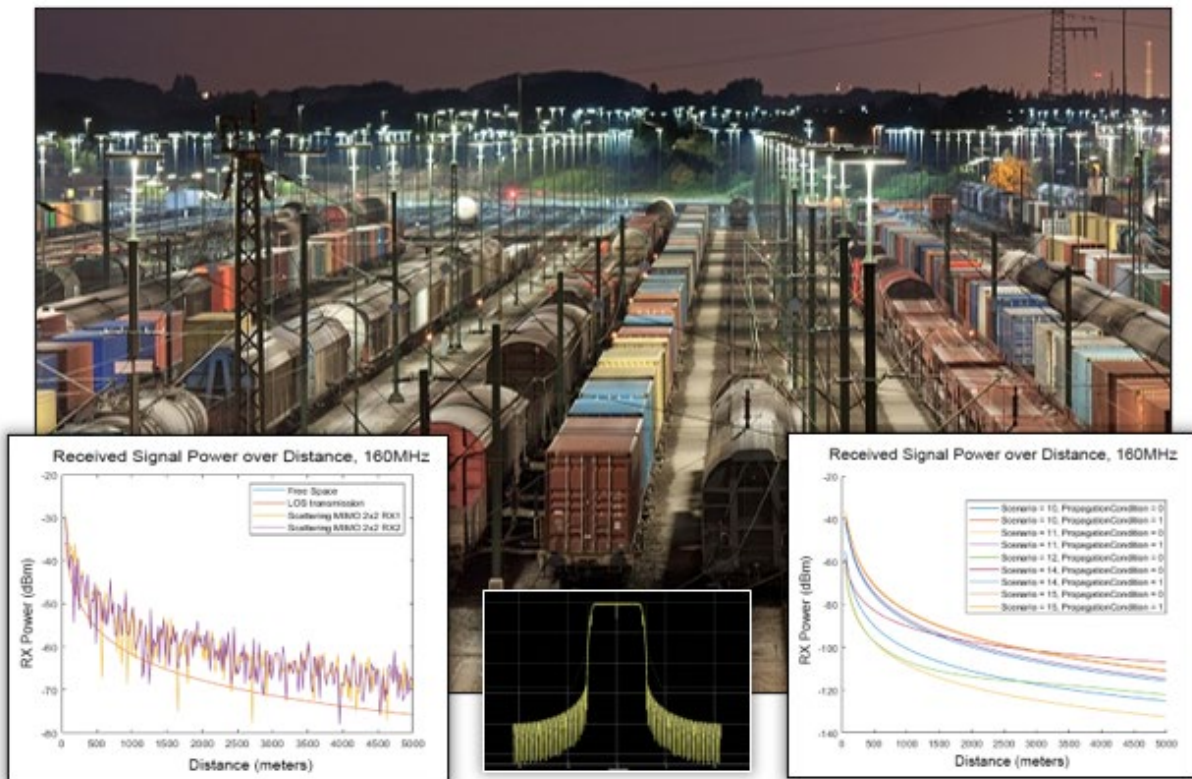 Received Signal Power over Distance, 160MHz
-20
-30
-40
-50
-60
-70
-80
RX Power (dBm)
Free Space
LOS transmission
Scattering MIMO 2x2 RX1
Scattering MIMO 2x2 RX2
0 500 1000 1500 2000 2500 3000 3500 4000 4500 5000
Distance (meters)
Received Signal Power over Distance, 160MHz
-20
-40
-60
-80
-100
-120
-140
RX Power (dBm)
Scenario = 10, PropagationCondition = 0
Scenario = 10, PropagationCondition = 1
Scenario = 11, PropagationCondition = 0
Scenario = 11, PropagationCondition = 1
Scenario = 12, PropagationCondition = 0
Scenario = 14, PropagationCondition = 0
Scenario = 14, PropagationCondition = 1
Scenario = 15, PropagationCondition = 0
Scenario = 15, PropagationCondition = 1
0 500 1000 1500 2000 2500 3000 3500 4000 4500 5000
Distance (meters)